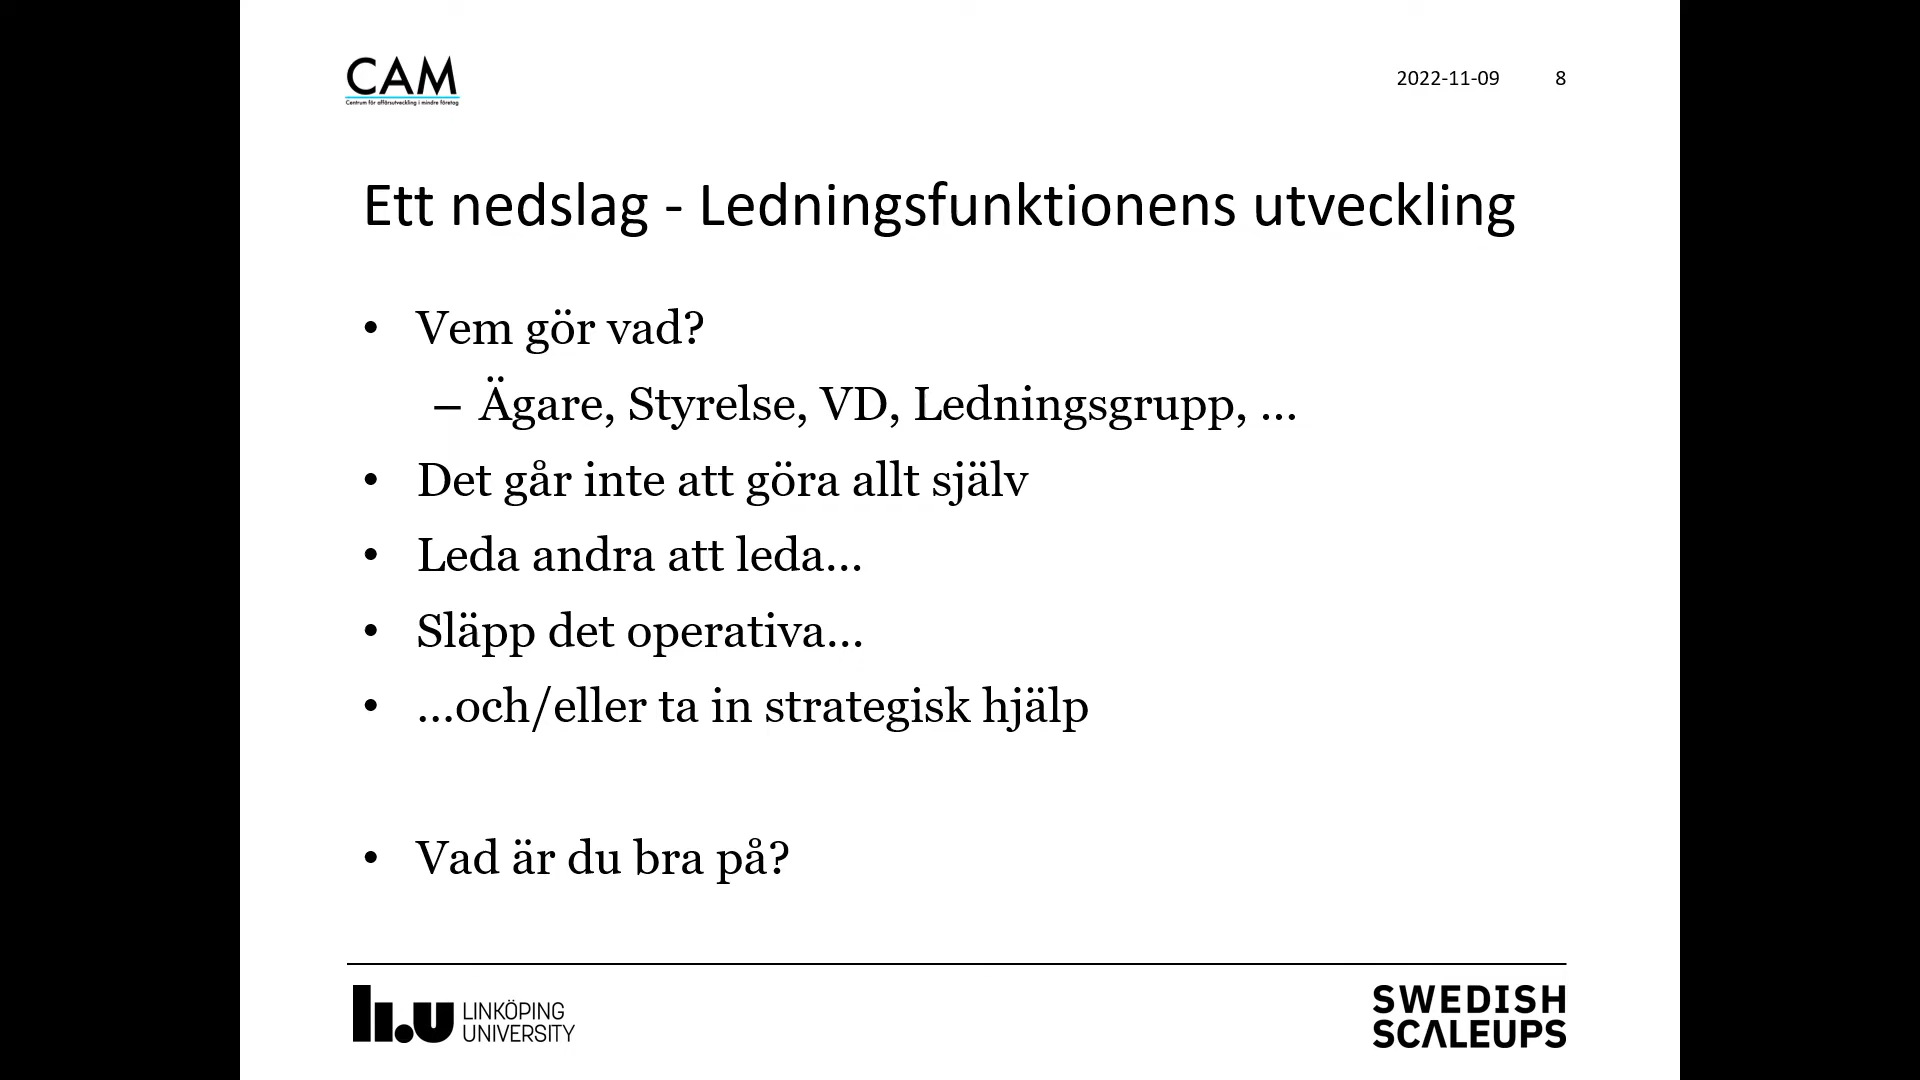 CAM
Centrum för affärsutveckling i mindre företag
2022-11-09 8
Ett nedslag - Ledningsfunktionens utveckling
• Vem gör vad?
– Ägare, Styrelse, VD, Ledningsgrupp, ...
• Det går inte att göra allt själv
• Leda andra att leda...
• Släpp det operativa...
• ...och/eller ta in strategisk hjälp
• Vad är du bra på?
li.u LINKÖPING
UNIVERSITY
SWEDISH
SCALEUPS